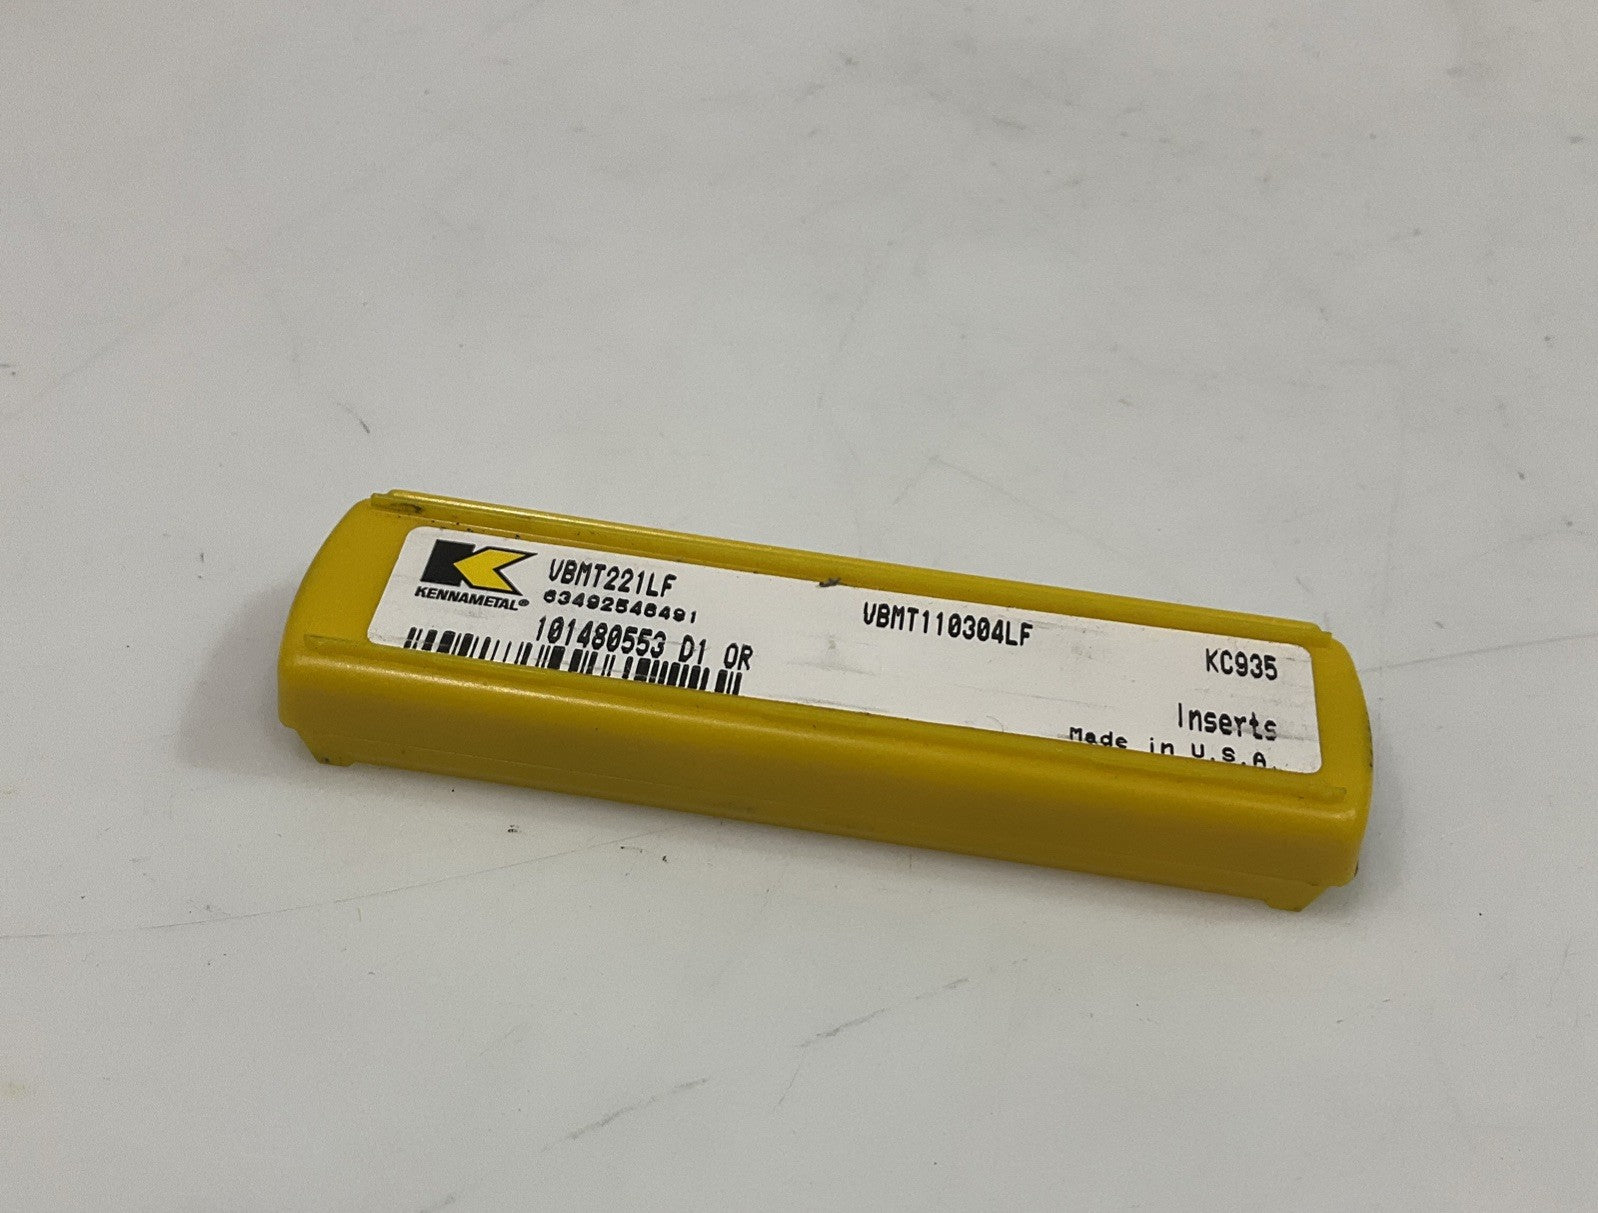 KENNAMETAL®
VBMT221LF
63492546491
101480553 D1 OR
VBMT110304LF
KC935
Inserts
Made in U.S.A.